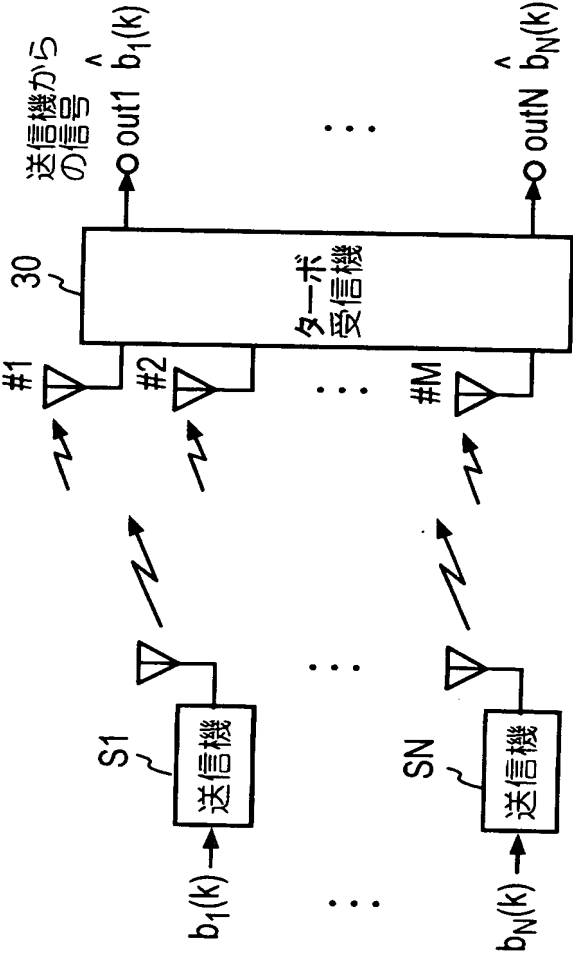 送信機から
の信号
b₁(k)
S1
送信機
#1
#2
30
ターボ
受信機
out1 b̂₁(k)
...
...
...
...
bN(k)
SN
送信機
#M
outN b̂N(k)